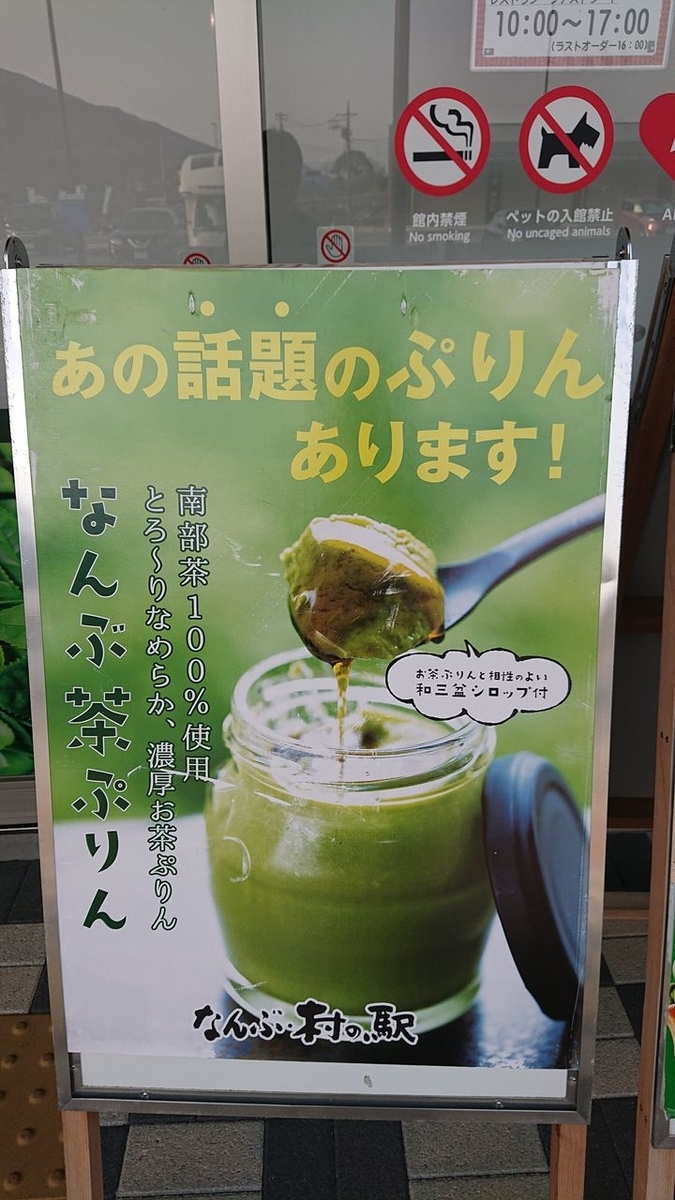 10:00～17:00
(ラストオーダー16:00)
館内禁煙
No smoking
ペットの入館禁止
No uncaged animals
あの話題のぷりん
あります!
南部茶100%使用
とろ～りなめらか、濃厚お茶ぷりん
なんぶ茶ぷりん
お茶ぷりんと相性のよい
和三盆シロップ付
なんぶ村の駅